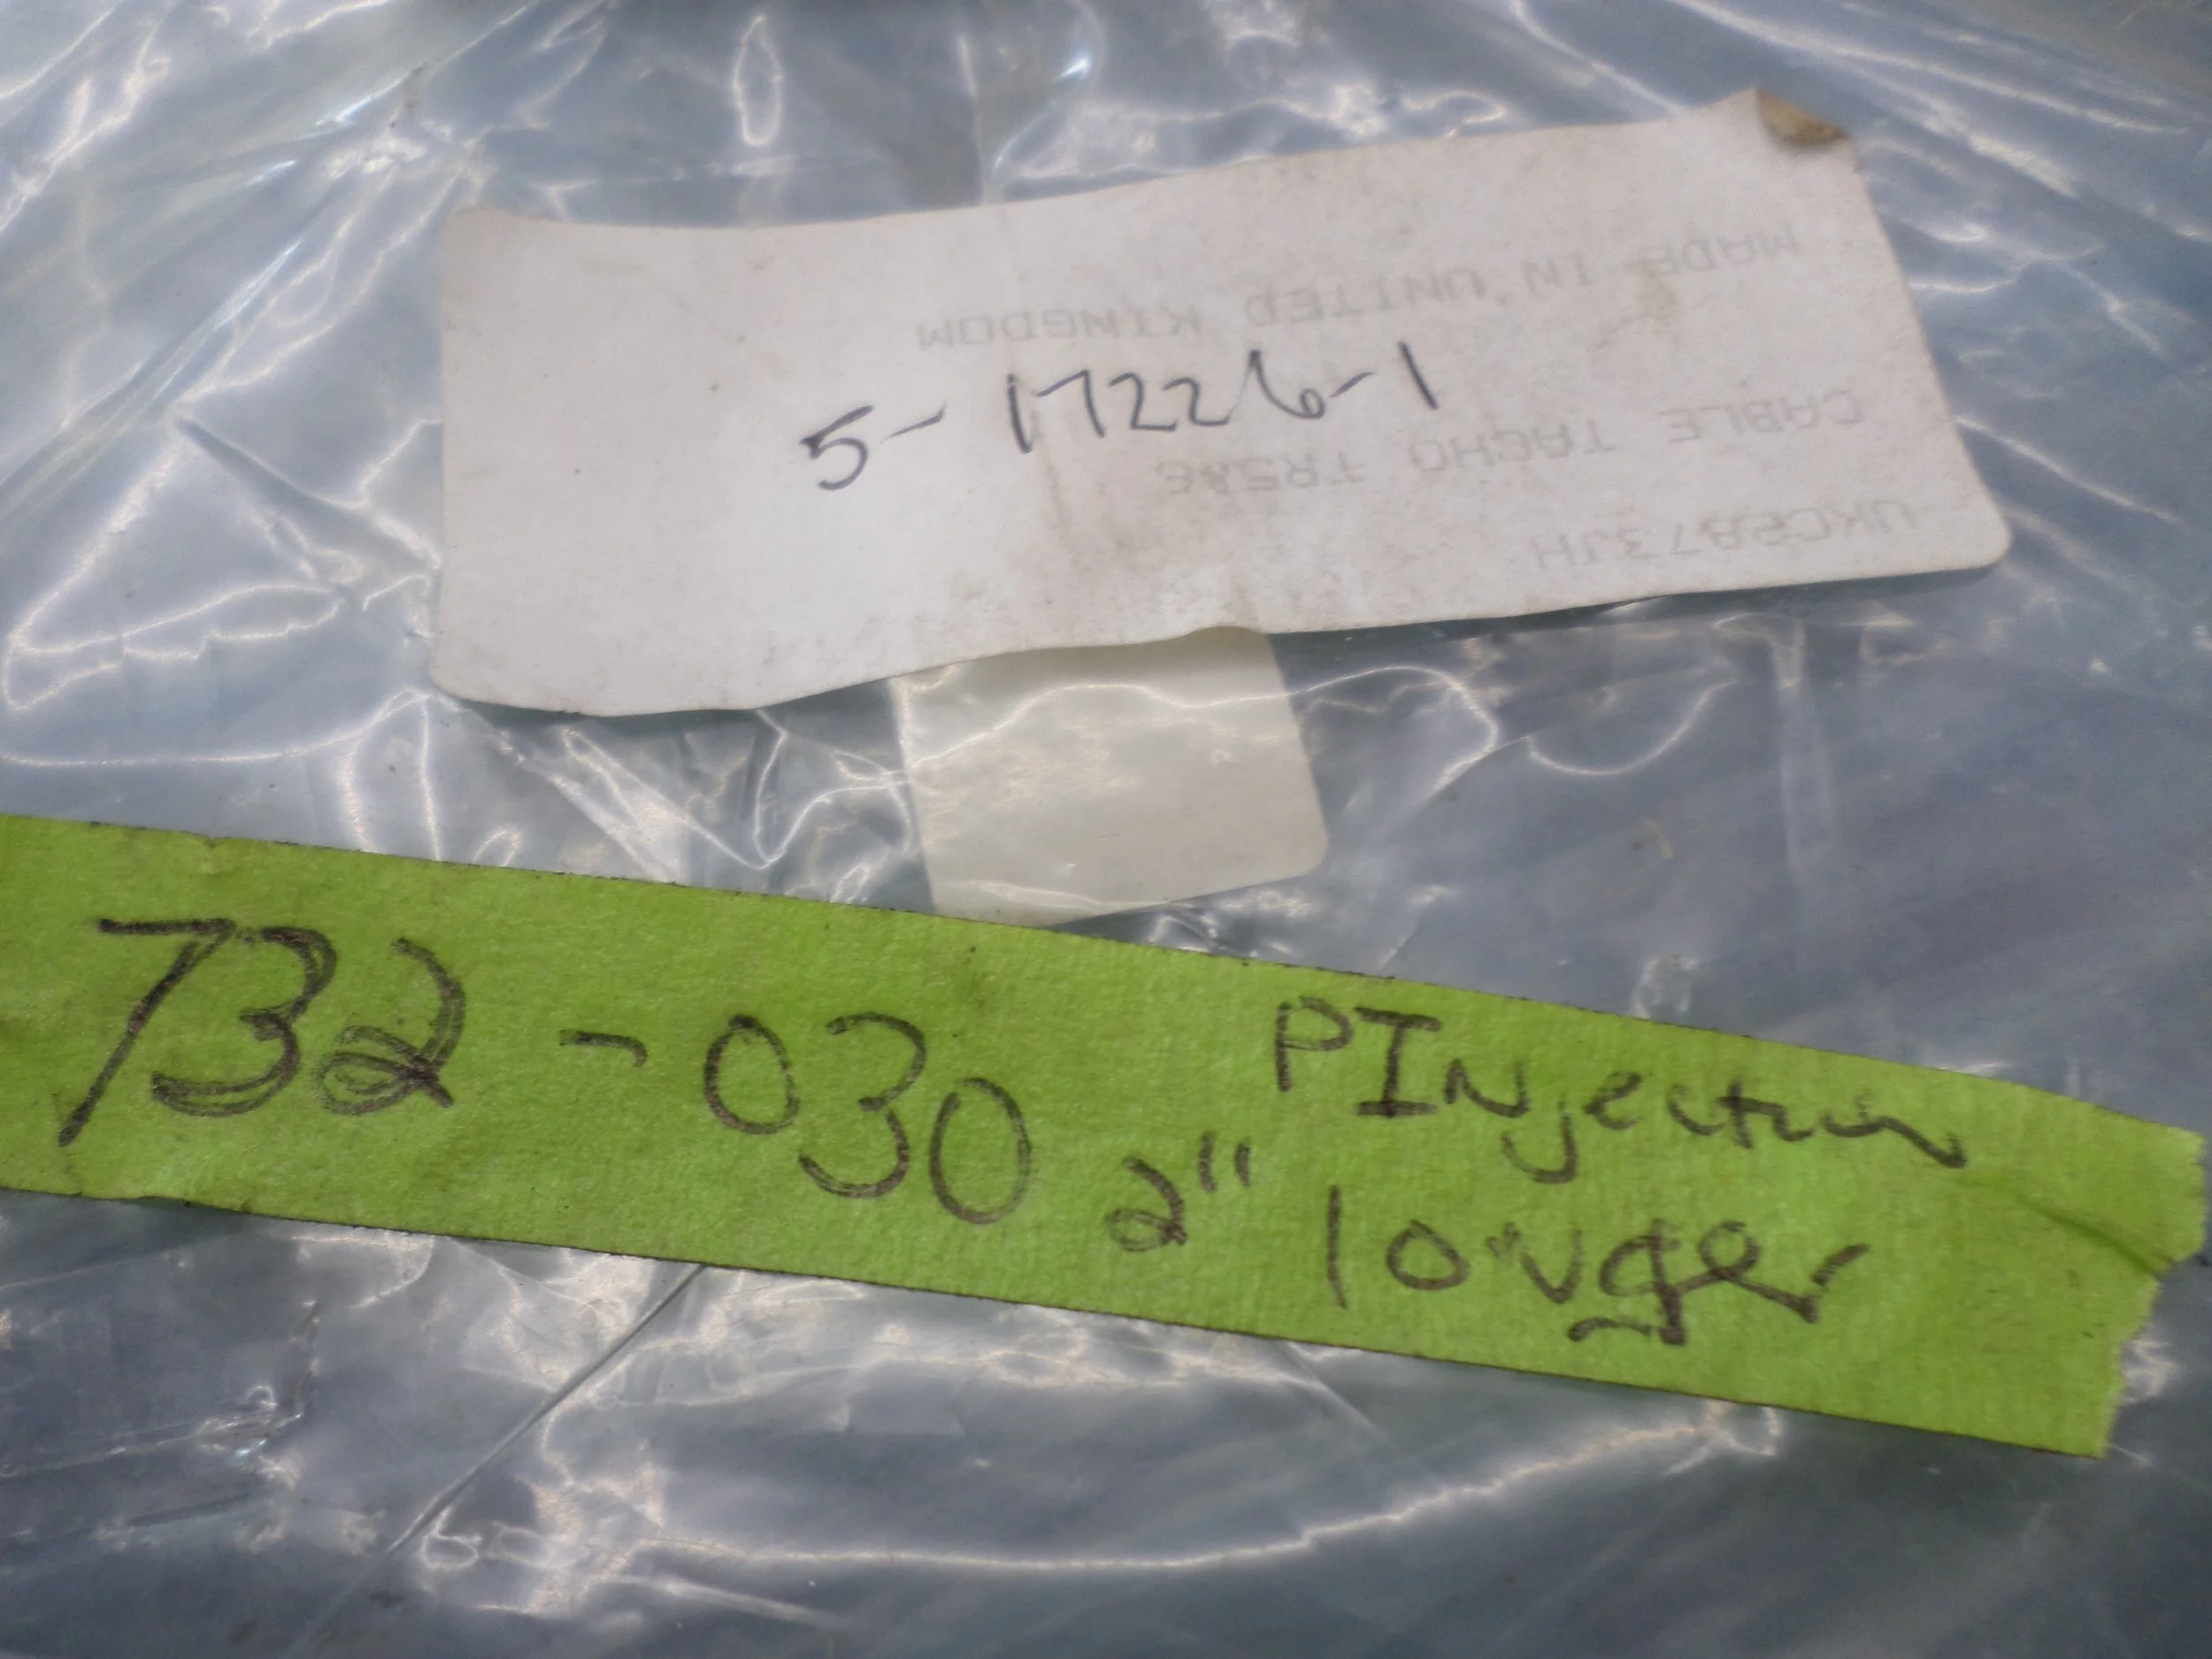 MADE IN UNITED KINGDOM
5-17226-1
CABLE TACHO TR5&6
UKC2873JH
732-030
PINjection
2" longer